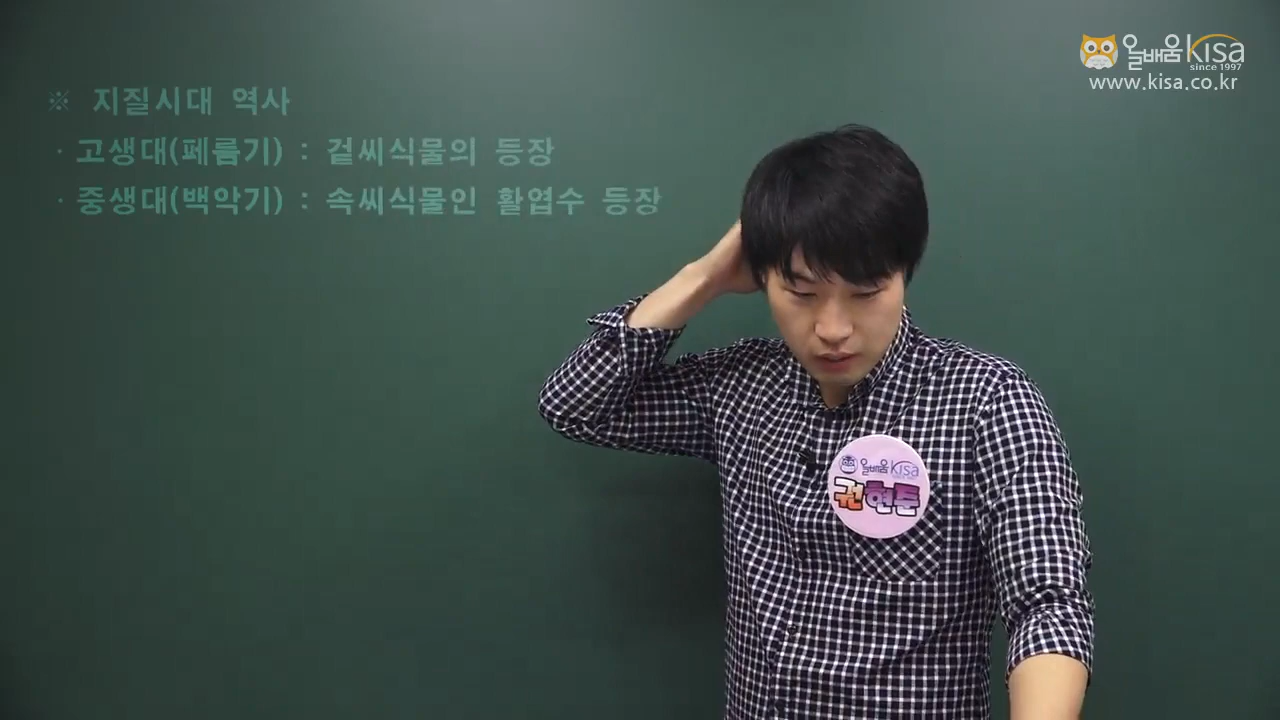 ※ 지질시대 역사
· 고생대(페름기) : 겉씨식물의 등장
· 중생대(백악기) : 속씨식물인 활엽수 등장
올배움kisa
since 1997
www.kisa.co.kr
올배움kisa
권현준